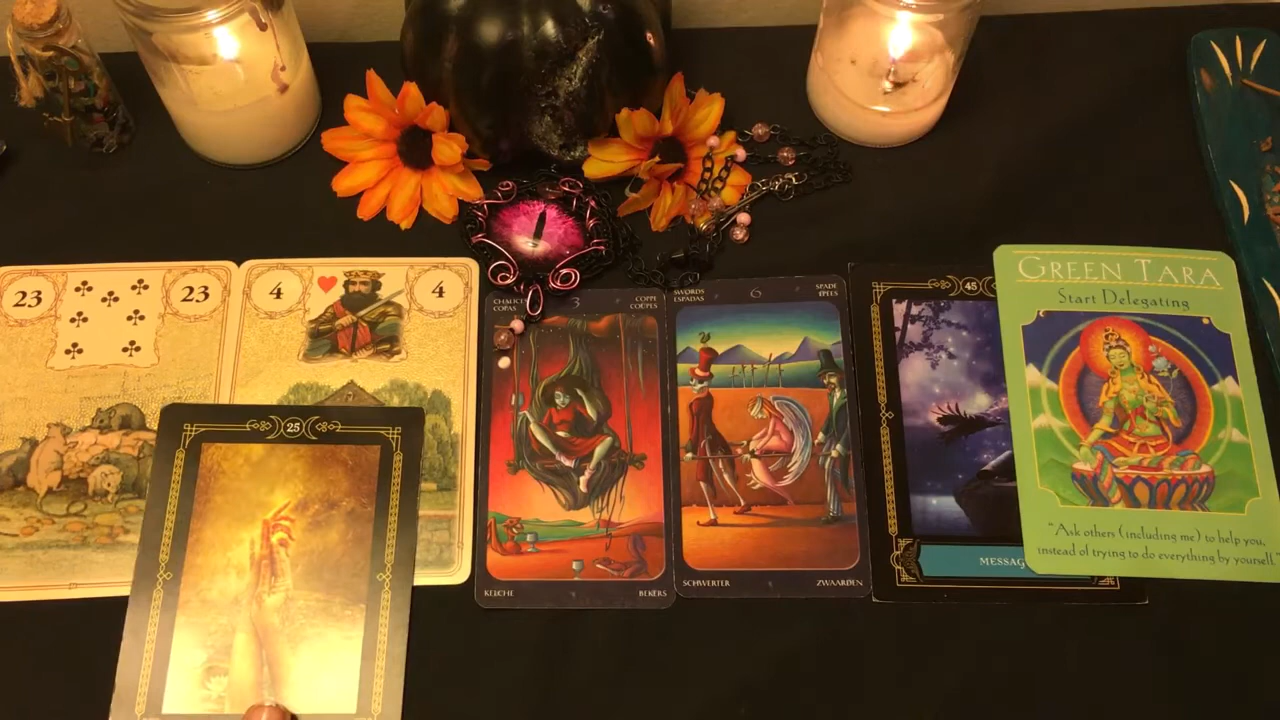 23
23
4
4
25
CHALICES
COPAS
3
COPPE
COUPES
KELCHE
BEKERS
SWORDS
ESPADAS
6
SPADE
ÉPÉES
SCHWERTER
ZWAARDEN
45
MESSAG
GREEN TARA
Start Delegating
"Ask others (including me) to help you,
instead of trying to do everything by yourself."